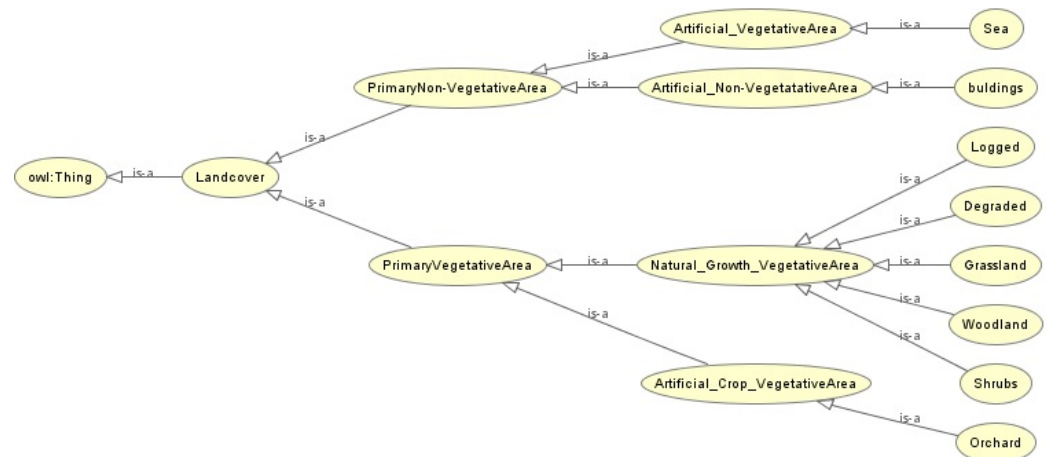 Artificial_VegetativeArea
is-a
Sea
is-a
PrimaryNon-VegetativeArea
is-a
Artificial_Non-VegetatativeArea
is-a
buldings
is-a
Logged
is-a
owl:Thing
is-a
Landcover
is-a
Degraded
is-a
PrimaryVegetativeArea
is-a
Natural_Growth_VegetativeArea
is-a
Grassland
is-a
Woodland
is-a
is-a
Artificial_Crop_VegetativeArea
Shrubs
is-a
Orchard